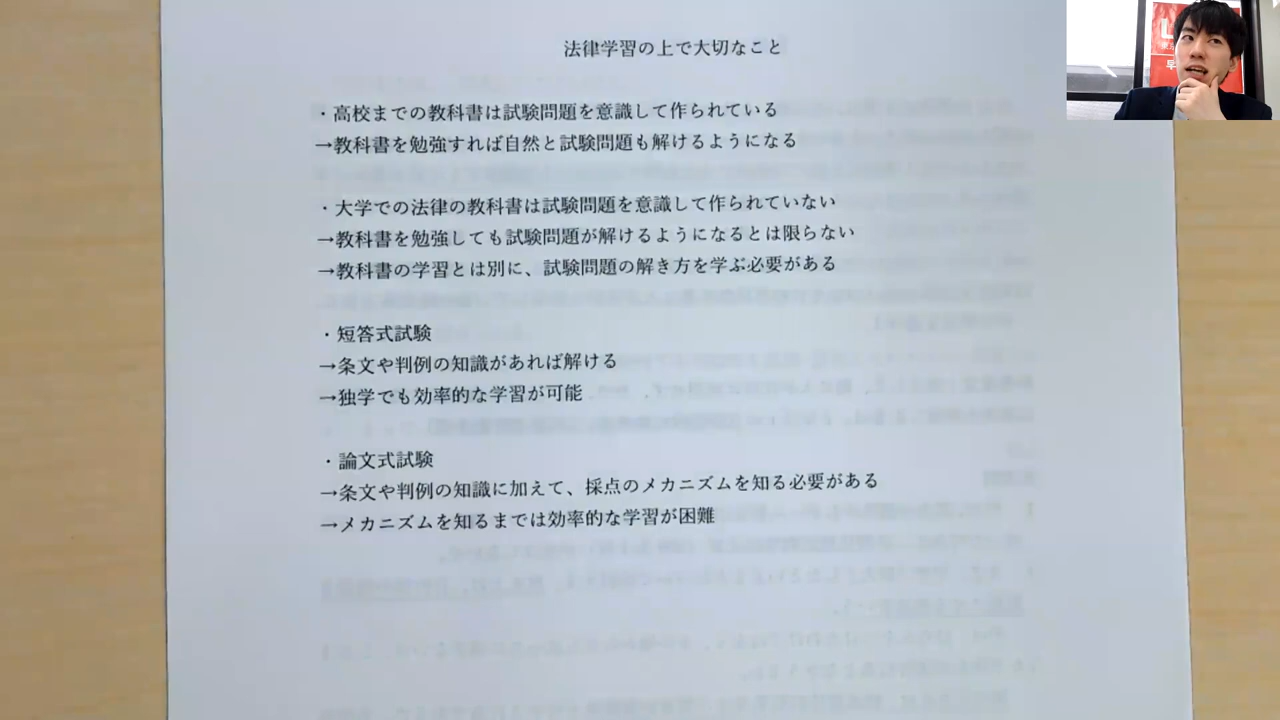 法律学習の上で大切なこと
・高校までの教科書は試験問題を意識して作られている
→教科書を勉強すれば自然と試験問題も解けるようになる
・大学での法律の教科書は試験問題を意識して作られていない
→教科書を勉強しても試験問題が解けるようになるとは限らない
→教科書の学習とは別に、試験問題の解き方を学ぶ必要がある
・短答式試験
→条文や判例の知識があれば解ける
→独学でも効率的な学習が可能
・論文式試験
→条文や判例の知識に加えて、採点のメカニズムを知る必要がある
→メカニズムを知るまでは効率的な学習が困難